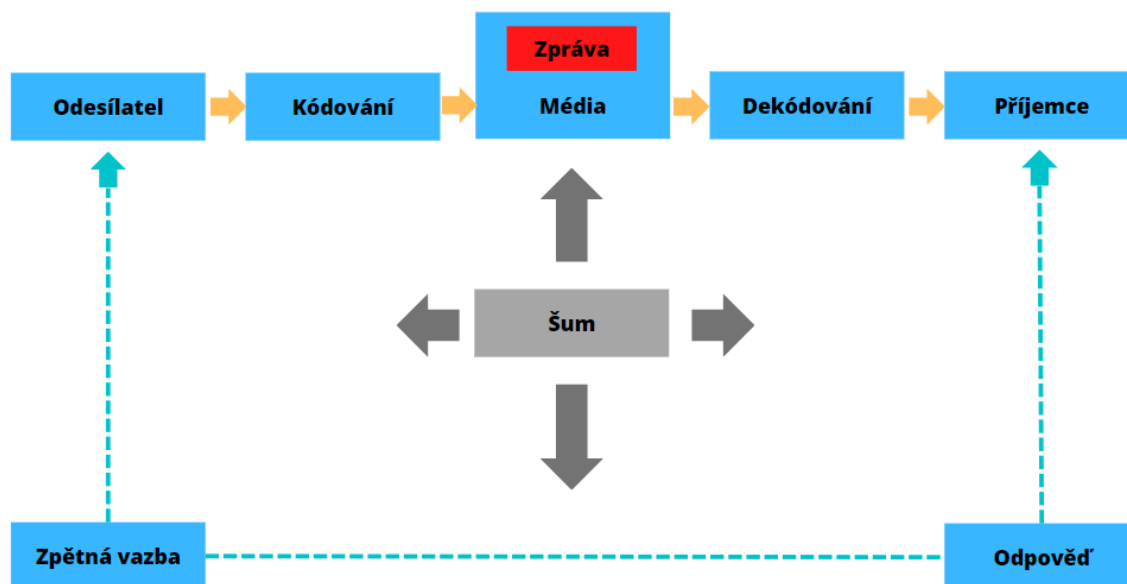 Zpráva
Odesílatel
Kódování
Média
Dekódování
Příjemce
Šum
Zpětná vazba
Odpověď